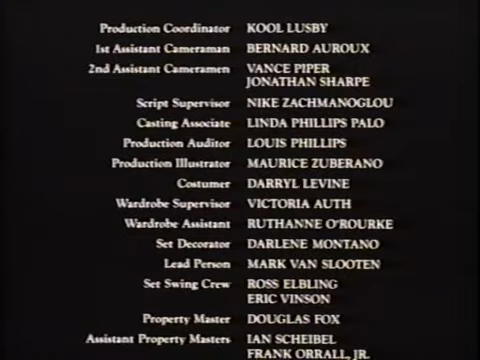 Production Coordinator KOOL LUSBY
1st Assistant Cameraman BERNARD AUROUX
2nd Assistant Cameramen VANCE PIPER
JONATHAN SHARPE
Script Supervisor NIKE ZACHMANOGLOU
Casting Associate LINDA PHILLIPS PALO
Production Auditor LOUIS PHILLIPS
Production Illustrator MAURICE ZUBERANO
Costumer DARRYL LEVINE
Wardrobe Supervisor VICTORIA AUTH
Wardrobe Assistant RUTHANNE O'ROURKE
Set Decorator DARLENE MONTANO
Lead Person MARK VAN SLOOTEN
Set Swing Crew ROSS ELBLING
ERIC VINSON
Property Master DOUGLAS FOX
Assistant Property Masters IAN SCHEIBEL
FRANK ORRALL, JR.